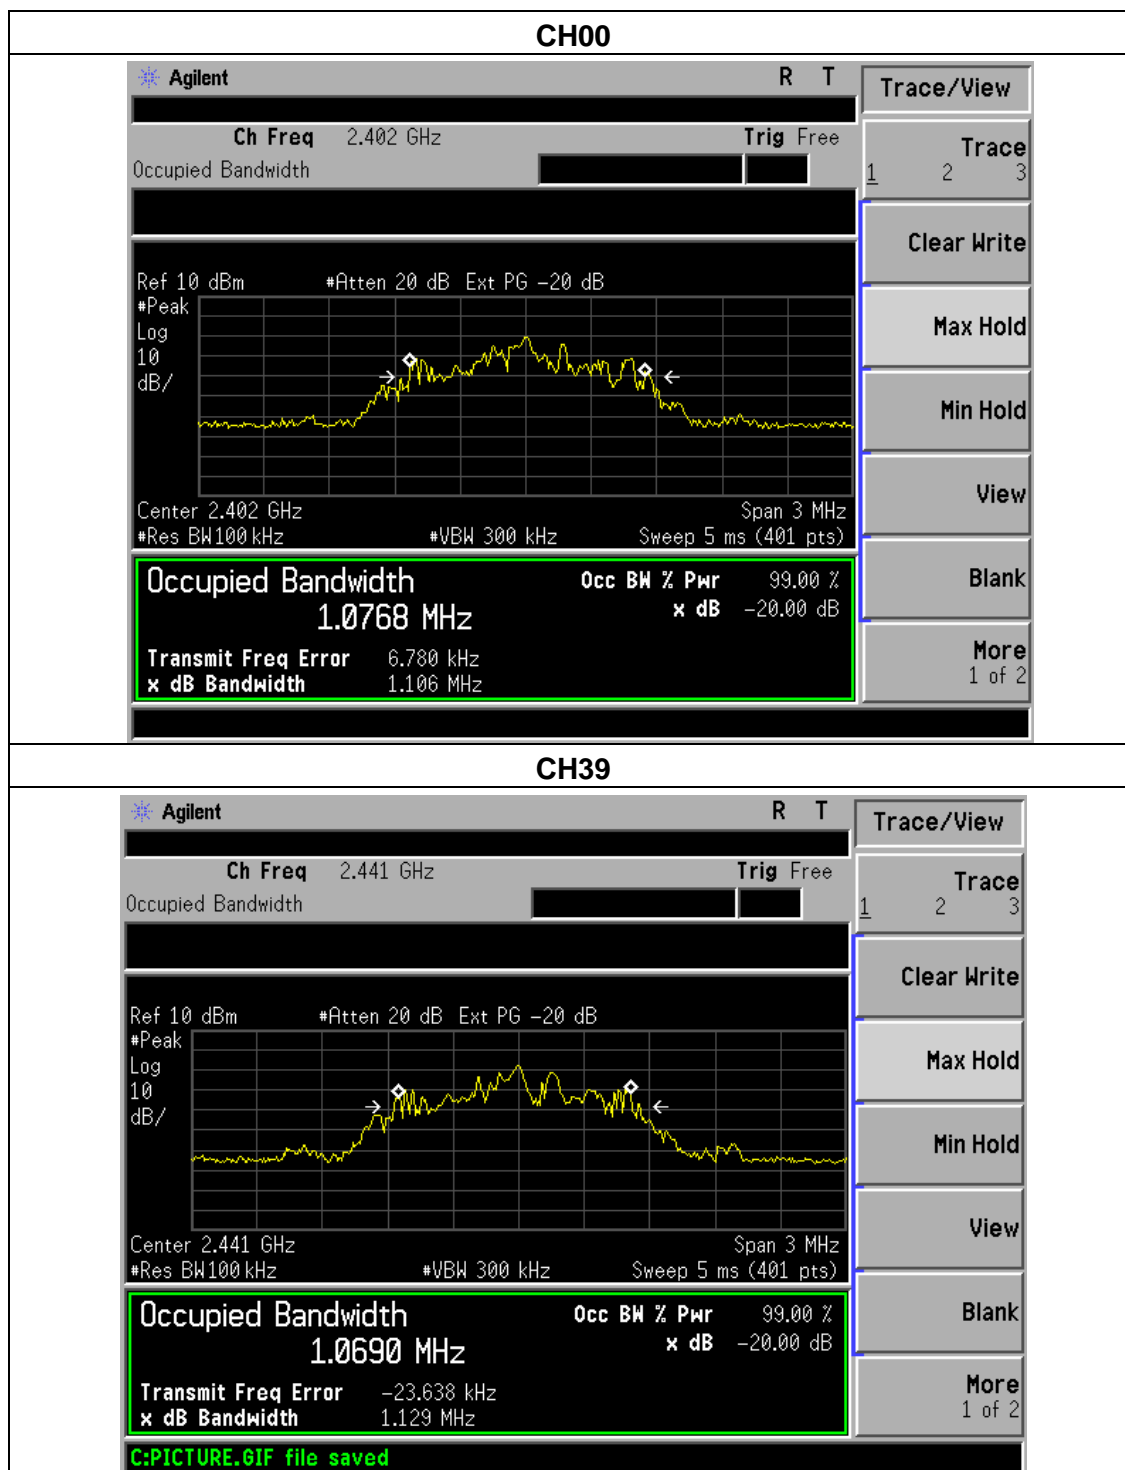 CH00
Agilent R T Trace/View
Ch Freq 2.402 GHz Trig Free
Occupied Bandwidth
Trace
1 2 3
Clear Write
Max Hold
Min Hold
View
Blank
More
1 of 2
Ref 10 dBm #Atten 20 dB Ext PG -20 dB
#Peak
Log
10
dB/
Center 2.402 GHz Span 3 MHz
#Res BW 100 kHz #VBW 300 kHz Sweep 5 ms (401 pts)
Occupied Bandwidth Occ BW % Pwr 99.00 %
1.0768 MHz x dB -20.00 dB
Transmit Freq Error 6.780 kHz
x dB Bandwidth 1.106 MHz
CH39
Agilent R T Trace/View
Ch Freq 2.441 GHz Trig Free
Occupied Bandwidth
Trace
1 2 3
Clear Write
Max Hold
Min Hold
View
Blank
More
1 of 2
Ref 10 dBm #Atten 20 dB Ext PG -20 dB
#Peak
Log
10
dB/
Center 2.441 GHz Span 3 MHz
#Res BW 100 kHz #VBW 300 kHz Sweep 5 ms (401 pts)
Occupied Bandwidth Occ BW % Pwr 99.00 %
1.0690 MHz x dB -20.00 dB
Transmit Freq Error -23.638 kHz
x dB Bandwidth 1.129 MHz
C:PICTURE.GIF file saved